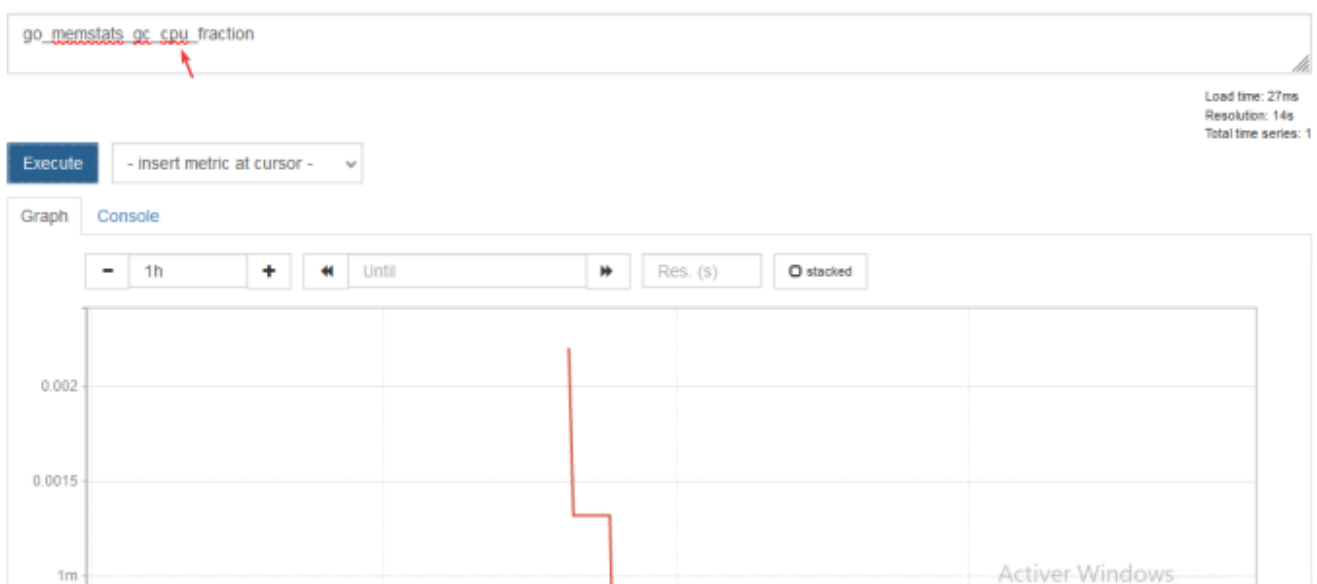 go_memstats_gc_cpu_fraction
Load time: 27ms
Resolution: 14s
Total time series: 1
Execute
- insert metric at cursor -
Graph
Console
- 1h +
Until
Res. (s)
stacked
0.002
0.0015
1m
Activer Windows